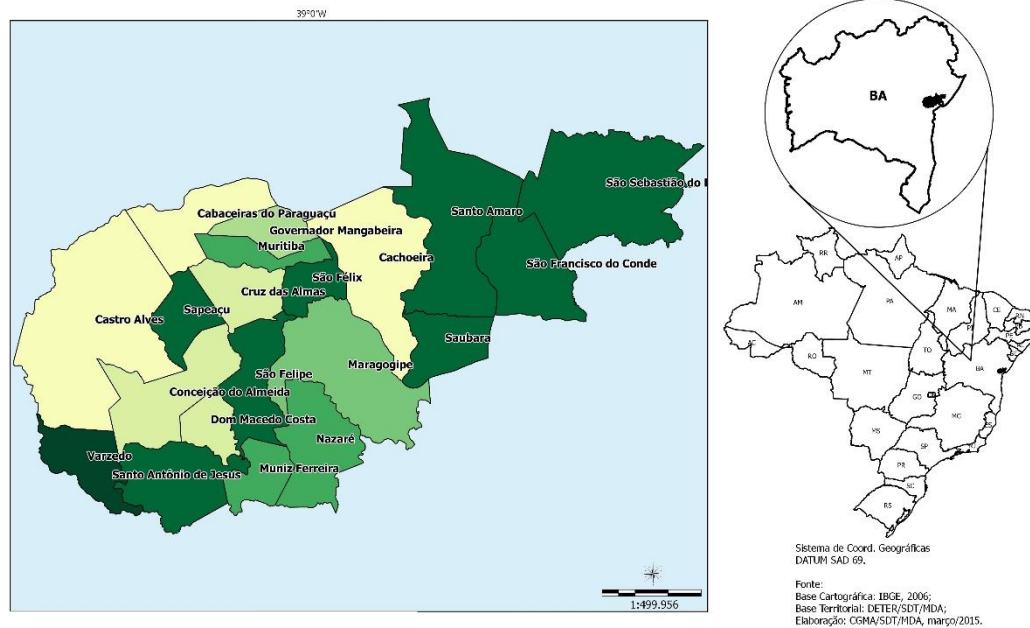 39°0'W
São Sebastião do
Santo Amaro
Cabaceiras do Paraguaçú
Governador Mangabeira
Muritiba
Cachoeira
São Francisco do Conde
São Félix
Cruz das Almas
Sapeaçu
Castro Alves
Saubara
Maragogipe
São Felipe
Conceição do Almeida
Dom Macedo Costa
Nazaré
Varzedo
Santo Antônio de Jesus
Muniz Ferreira
1:499.956
BA
RR
AP
AM
PA
MA
CE
RN
AC
RO
TO
BA
MT
GO
MG
MS
SP
PR
SC
RS
Sistema de Coord. Geográficas
DATUM SAD 69.
Fonte:
Base Cartográfica: IBGE, 2006;
Base Territorial: DETER/SDT/MDA;
Elaboração: CGMA/SDT/MDA, março/2015.